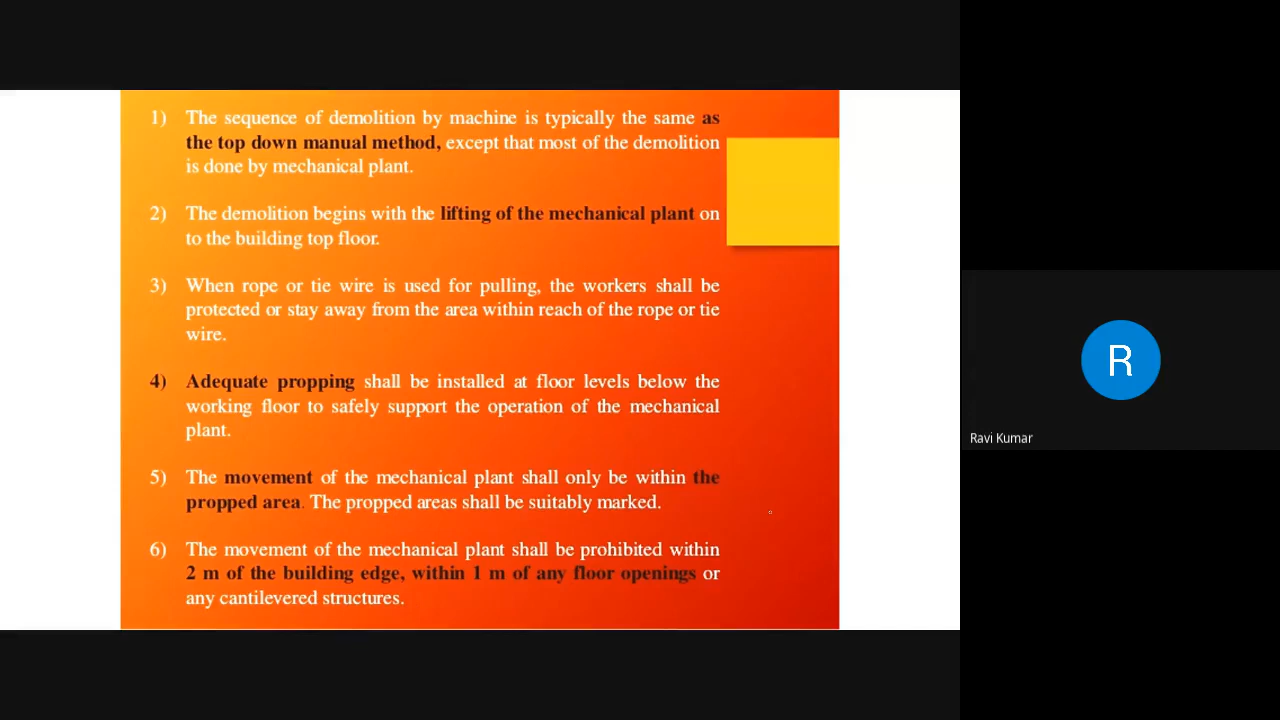 1) The sequence of demolition by machine is typically the same as
the top down manual method, except that most of the demolition
is done by mechanical plant.
2) The demolition begins with the lifting of the mechanical plant on
to the building top floor.
3) When rope or tie wire is used for pulling, the workers shall be
protected or stay away from the area within reach of the rope or tie
wire.
4) Adequate propping shall be installed at floor levels below the
working floor to safely support the operation of the mechanical
plant.
5) The movement of the mechanical plant shall only be within the
propped area. The propped areas shall be suitably marked.
6) The movement of the mechanical plant shall be prohibited within
2 m of the building edge, within 1 m of any floor openings or
any cantilevered structures.
R
Ravi Kumar